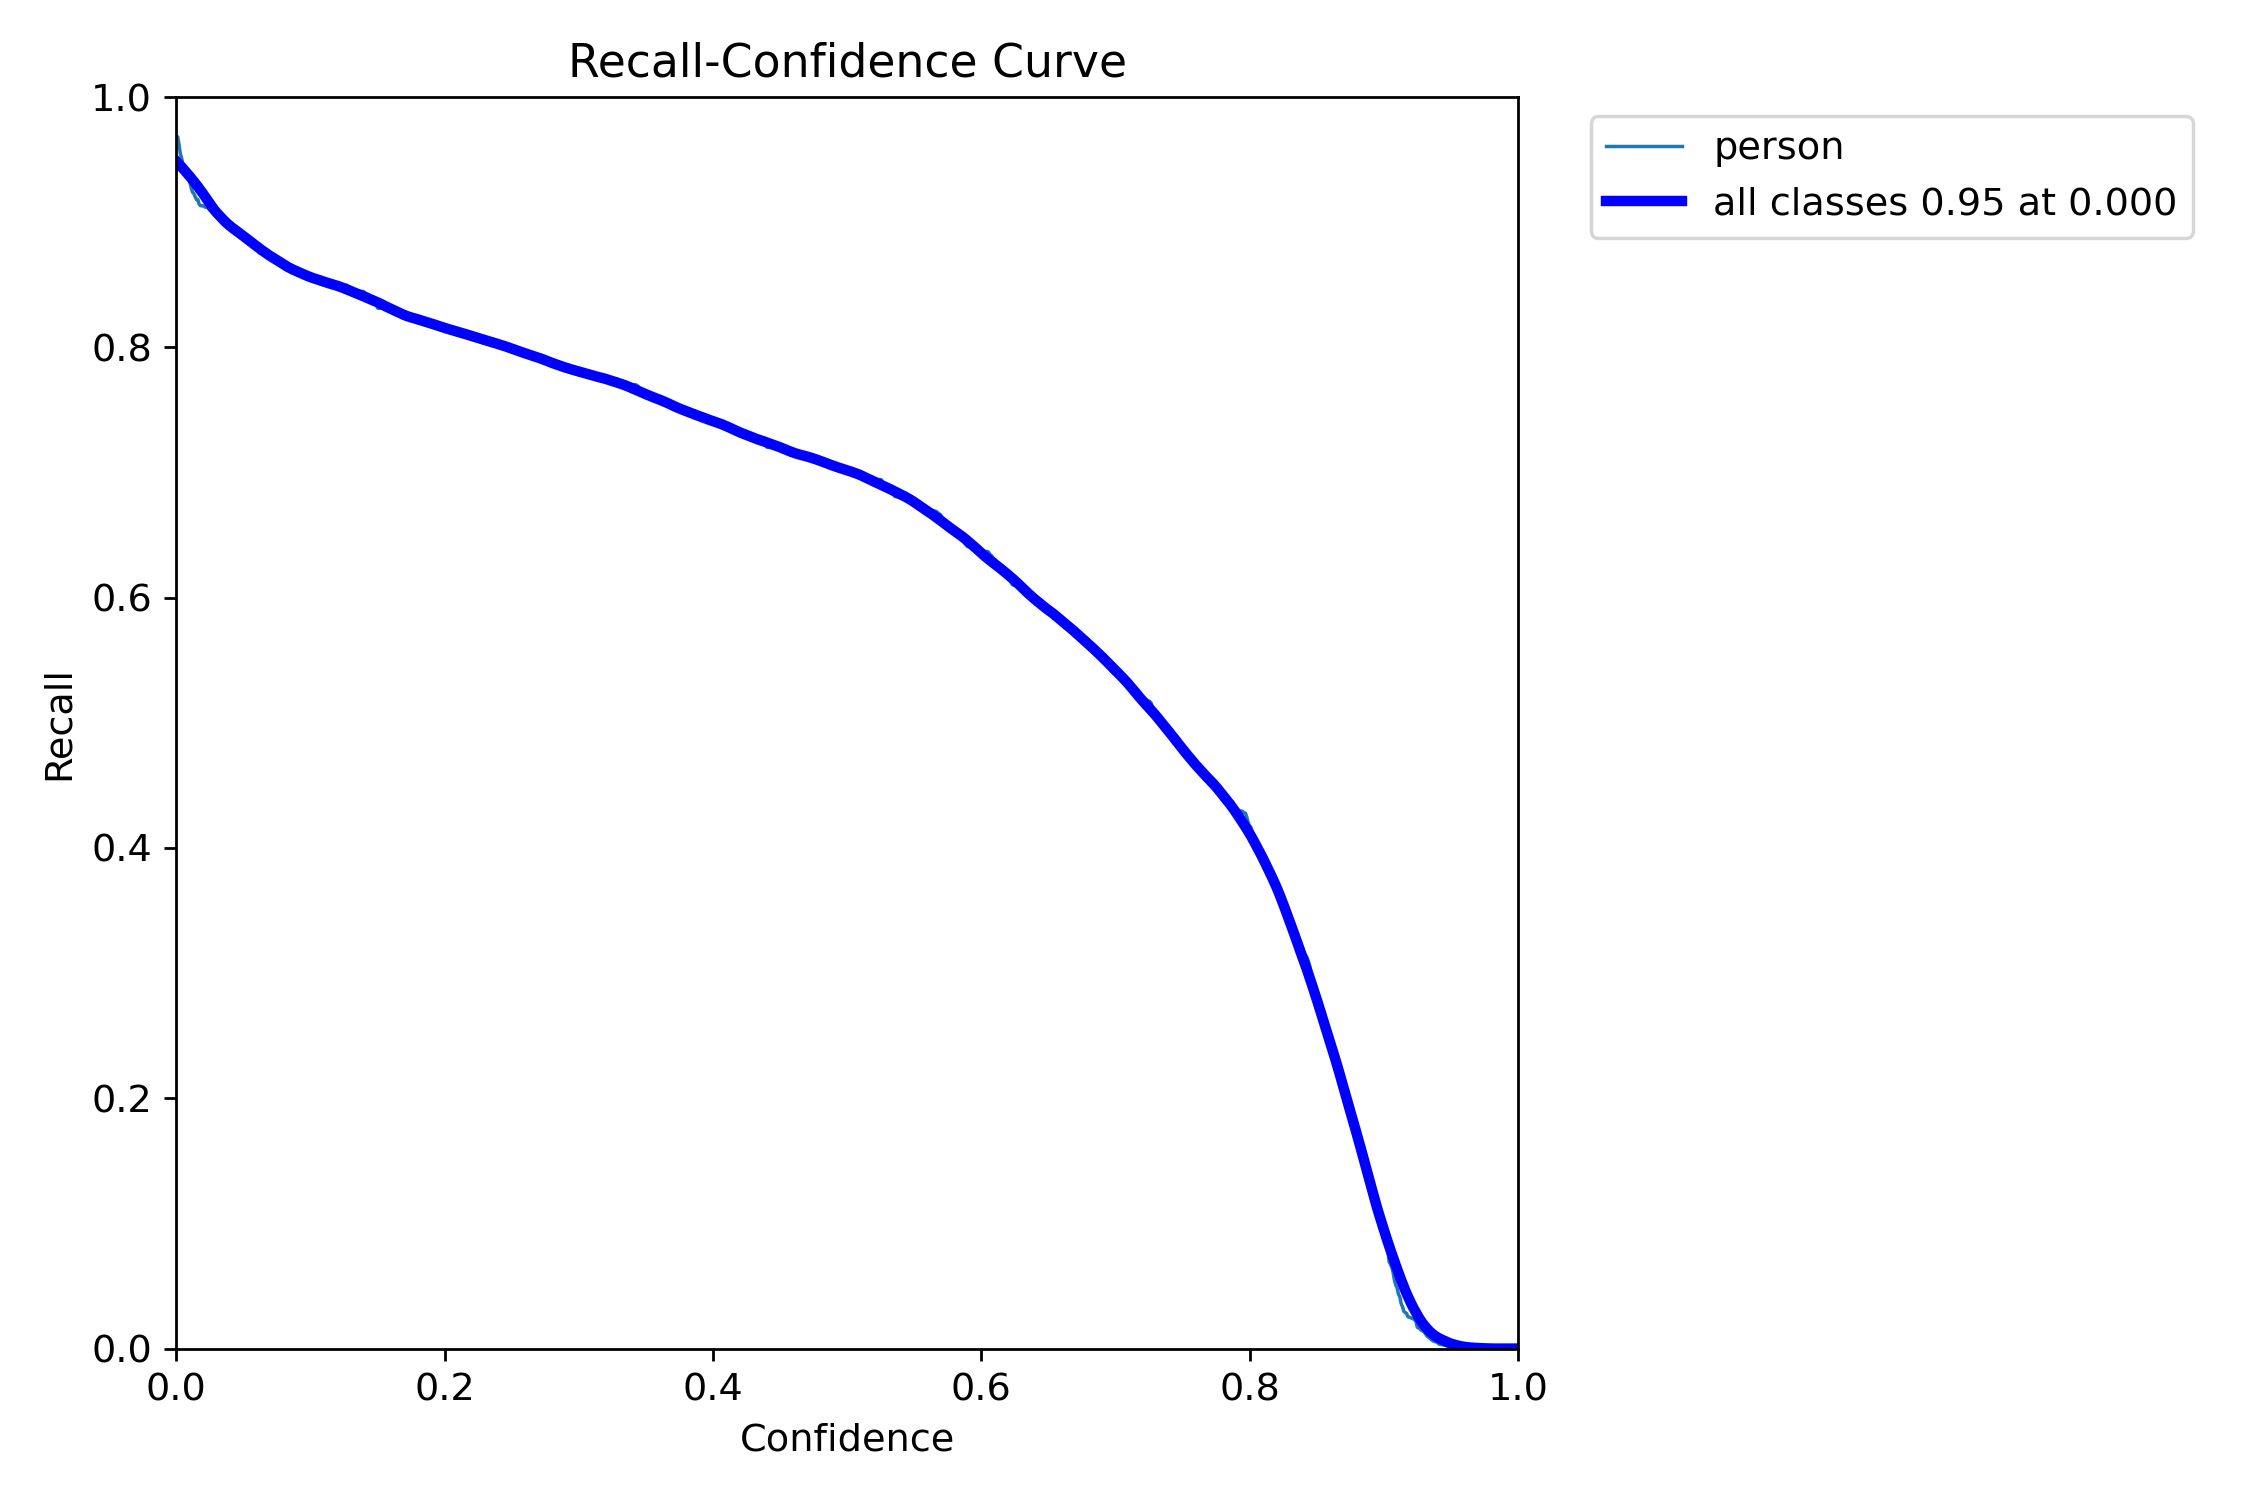 Recall-Confidence Curve
person
all classes 0.95 at 0.000
1.0
0.8
0.6
0.4
0.2
0.0
Recall
0.0 0.2 0.4 0.6 0.8 1.0
Confidence